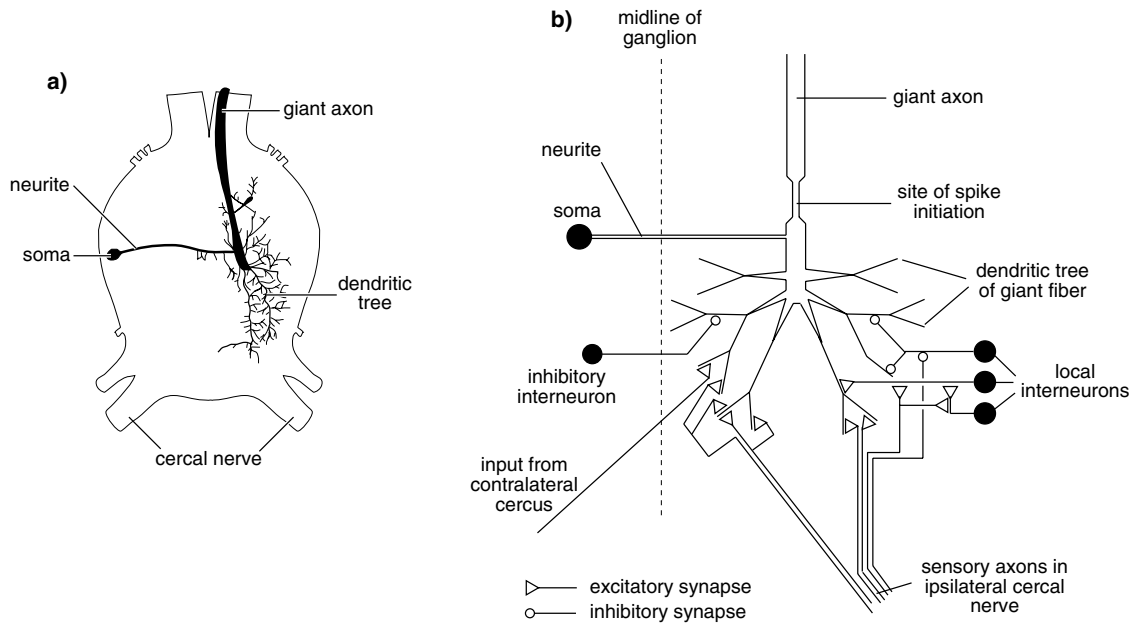 a)
giant axon
neurite
soma
dendritic
tree
cercal nerve
b)
midline of
ganglion
giant axon
neurite
soma
site of spike
initiation
dendritic tree
of giant fiber
inhibitory
interneuron
local
interneurons
input from
contralateral
cercus
sensory axons in
ipsilateral cercal
nerve
excitatory synapse
inhibitory synapse